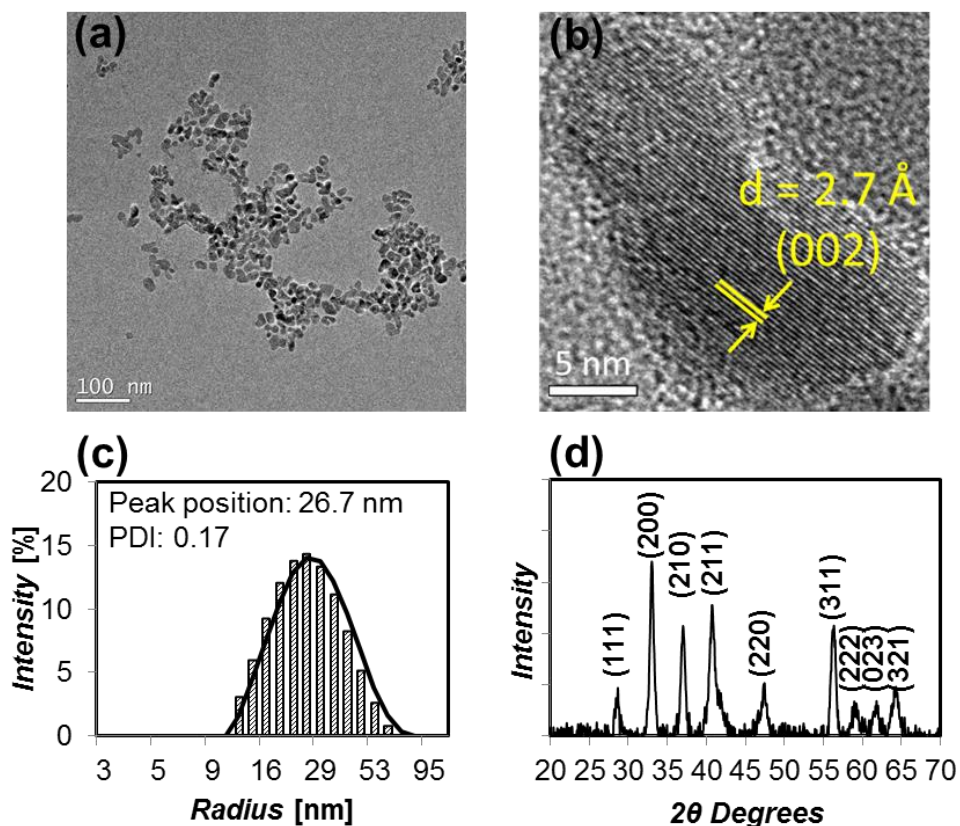 (a)
100 nm
(b)
d = 2.7 Å
(002)
5 nm
(c)
Peak position: 26.7 nm
PDI: 0.17
Intensity [%]
20
15
10
5
0
3 5 9 16 29 53 95
Radius [nm]
(d)
Intensity
(111)
(200)
(210)
(211)
(220)
(311)
(222)
(023)
(321)
20 25 30 35 40 45 50 55 60 65 70
2θ Degrees